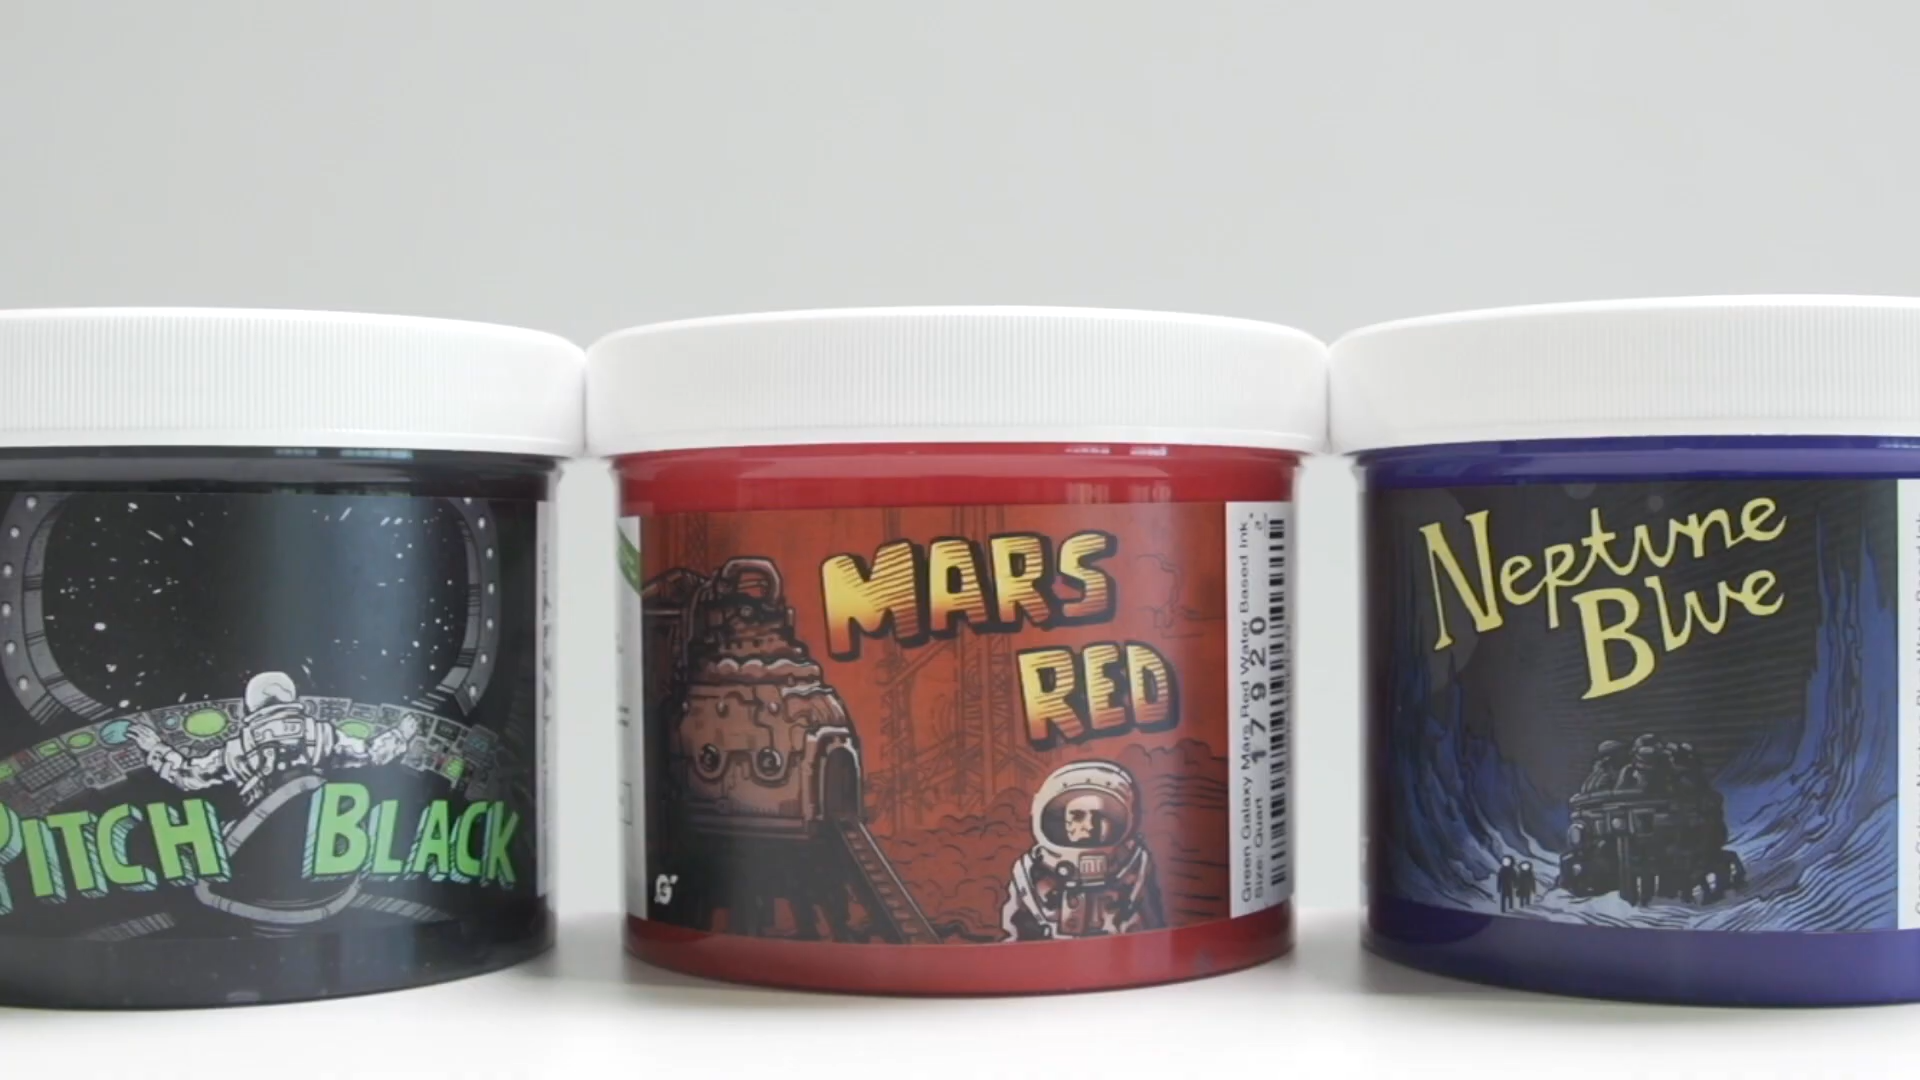 PITCH BLACK
MARS
RED
Green Galaxy Mars Red Water Based Ink
Size: Quart
17920
Neptune
Blue